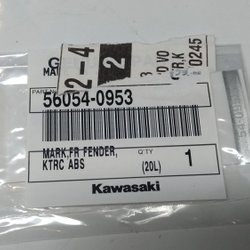 2-4
2
0245
56054-0953
MARK,FR FENDER,
KTRC ABS
Q'TY
(20L)
1
Kawasaki